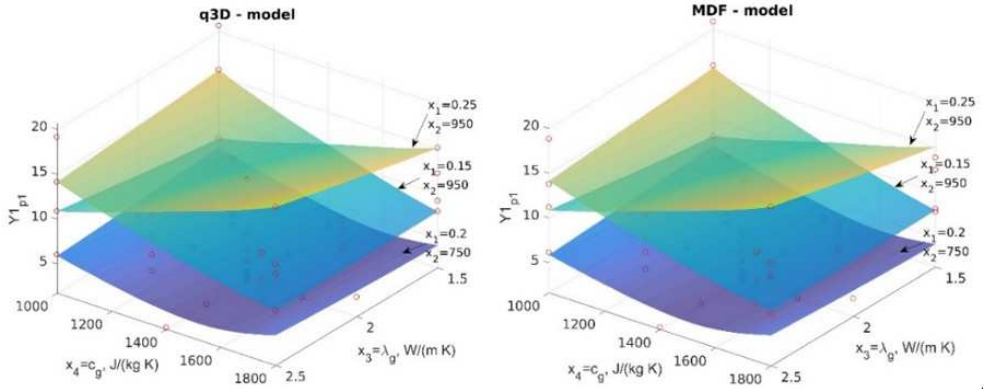 q3D - model
20
15
10
5
Y1p1
1000
1200
1400
1600
1800
x4=cg, J/(kg K)
2.5
2
1.5
x3=λg, W/(m K)
x1=0.25
x2=950
x1=0.15
x2=950
x1=0.2
x2=750
MDF - model
20
15
10
5
Y1p1
1000
1200
1400
1600
1800
x4=cg, J/(kg K)
2.5
2
1.5
x3=λg, W/(m K)
x1=0.25
x2=950
x1=0.15
x2=950
x1=0.2
x2=750